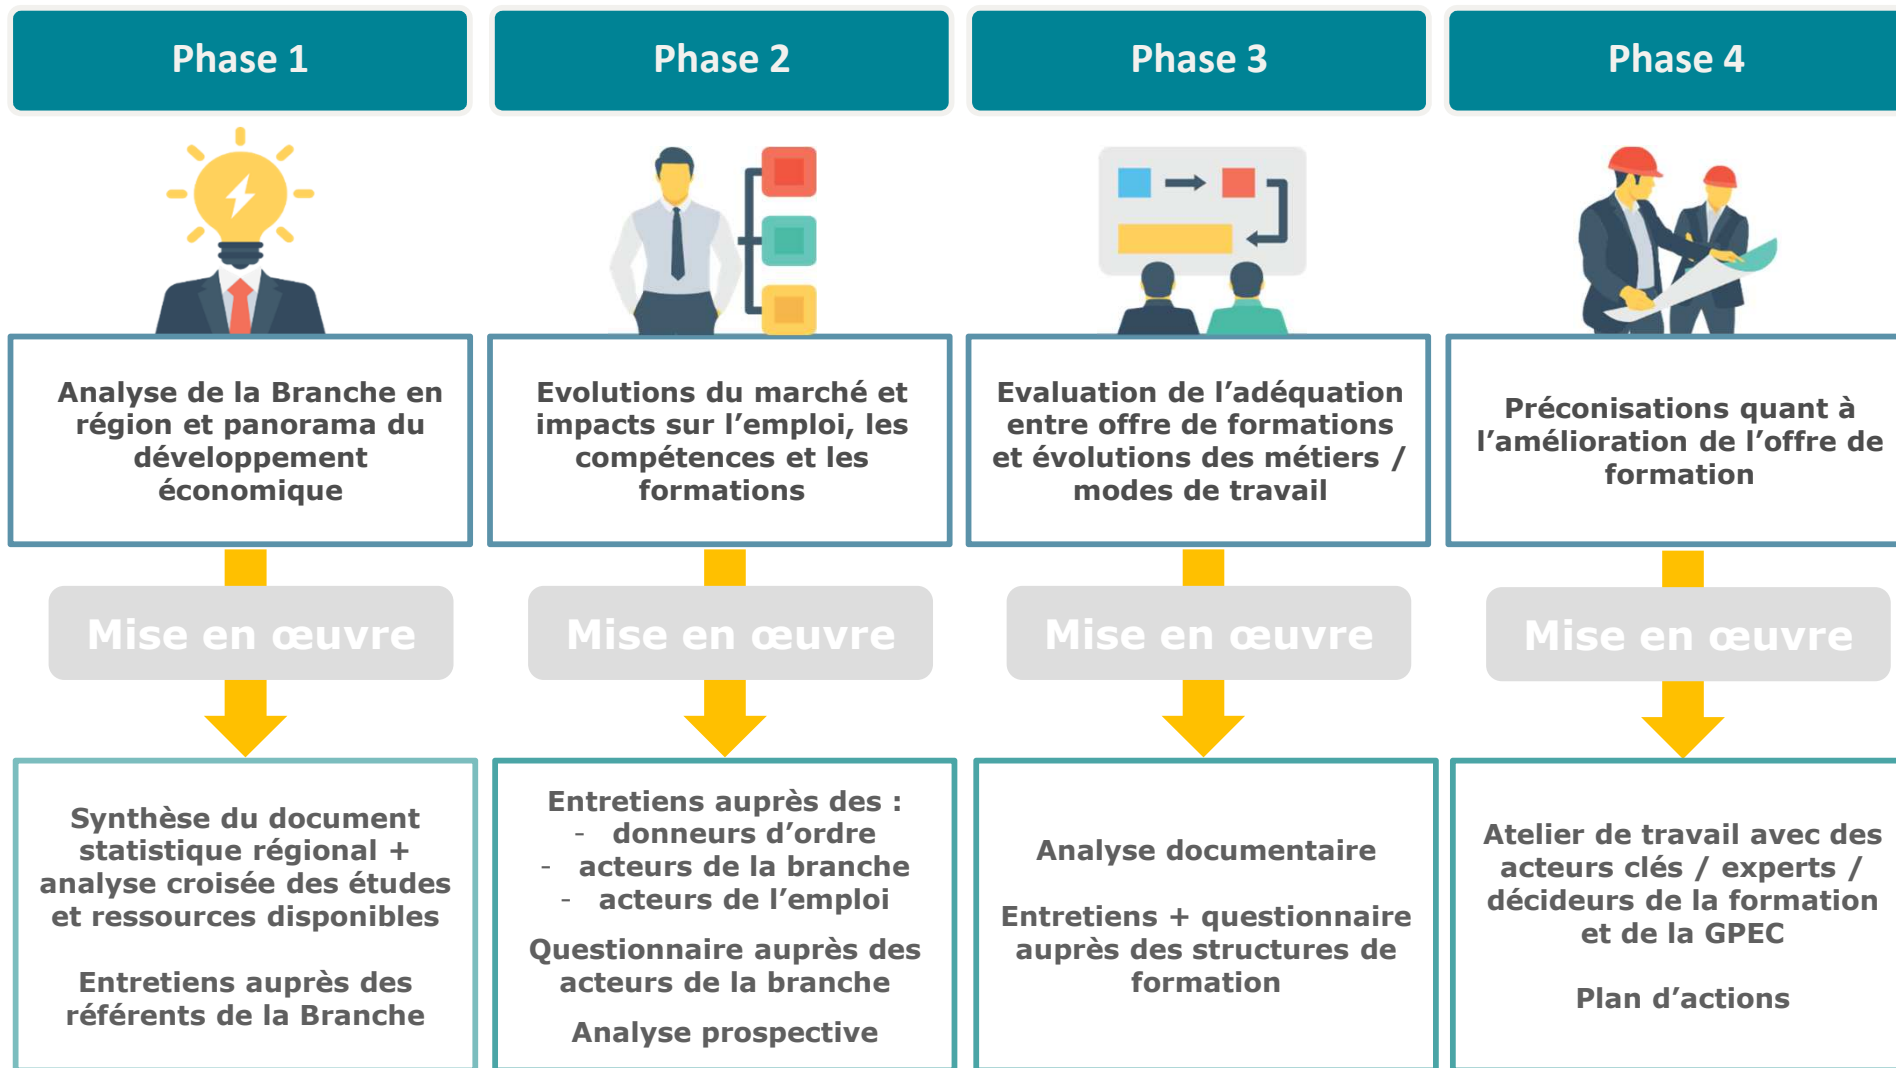 Phase 1
Phase 2
Phase 3
Phase 4
Analyse de la Branche en
région et panorama du
développement
économique
Evolutions du marché et
impacts sur l’emploi, les
compétences et les
formations
Evaluation de l’adéquation
entre offre de formations
et évolutions des métiers /
modes de travail
Préconisations quant à
l’amélioration de l’offre de
formation
Mise en œuvre
Mise en œuvre
Mise en œuvre
Mise en œuvre
Synthèse du document
statistique régional +
analyse croisée des études
et ressources disponibles
Entretiens auprès des
référents de la Branche
Entretiens auprès des :
- donneurs d’ordre
- acteurs de la branche
- acteurs de l’emploi
Questionnaire auprès des
acteurs de la branche
Analyse prospective
Analyse documentaire
Entretiens + questionnaire
auprès des structures de
formation
Atelier de travail avec des
acteurs clés / experts /
décideurs de la formation
et de la GPEC
Plan d’actions